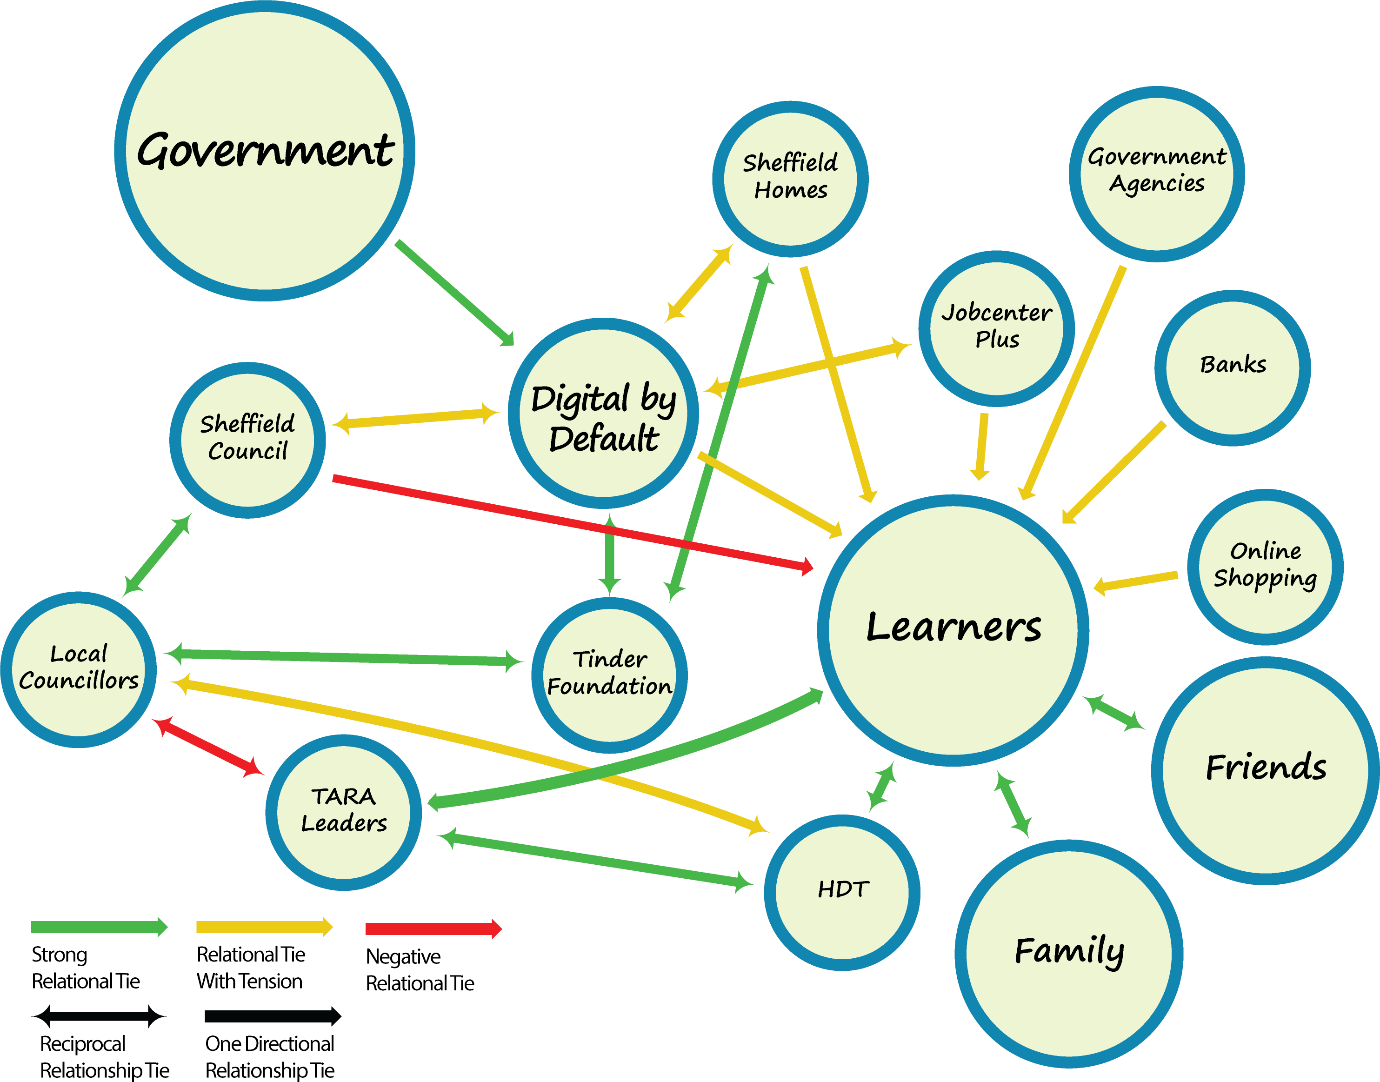 Government
Sheffield
Homes
Government
Agencies
Jobcenter
Plus
Banks
Digital by
Default
Sheffield
Council
Online
Shopping
Learners
Local
Councillors
Tinder
Foundation
Friends
TARA
Leaders
HDT
Family
Strong
Relational Tie
Relational Tie
With Tension
Negative
Relational Tie
Reciprocal
Relationship Tie
One Directional
Relationship Tie